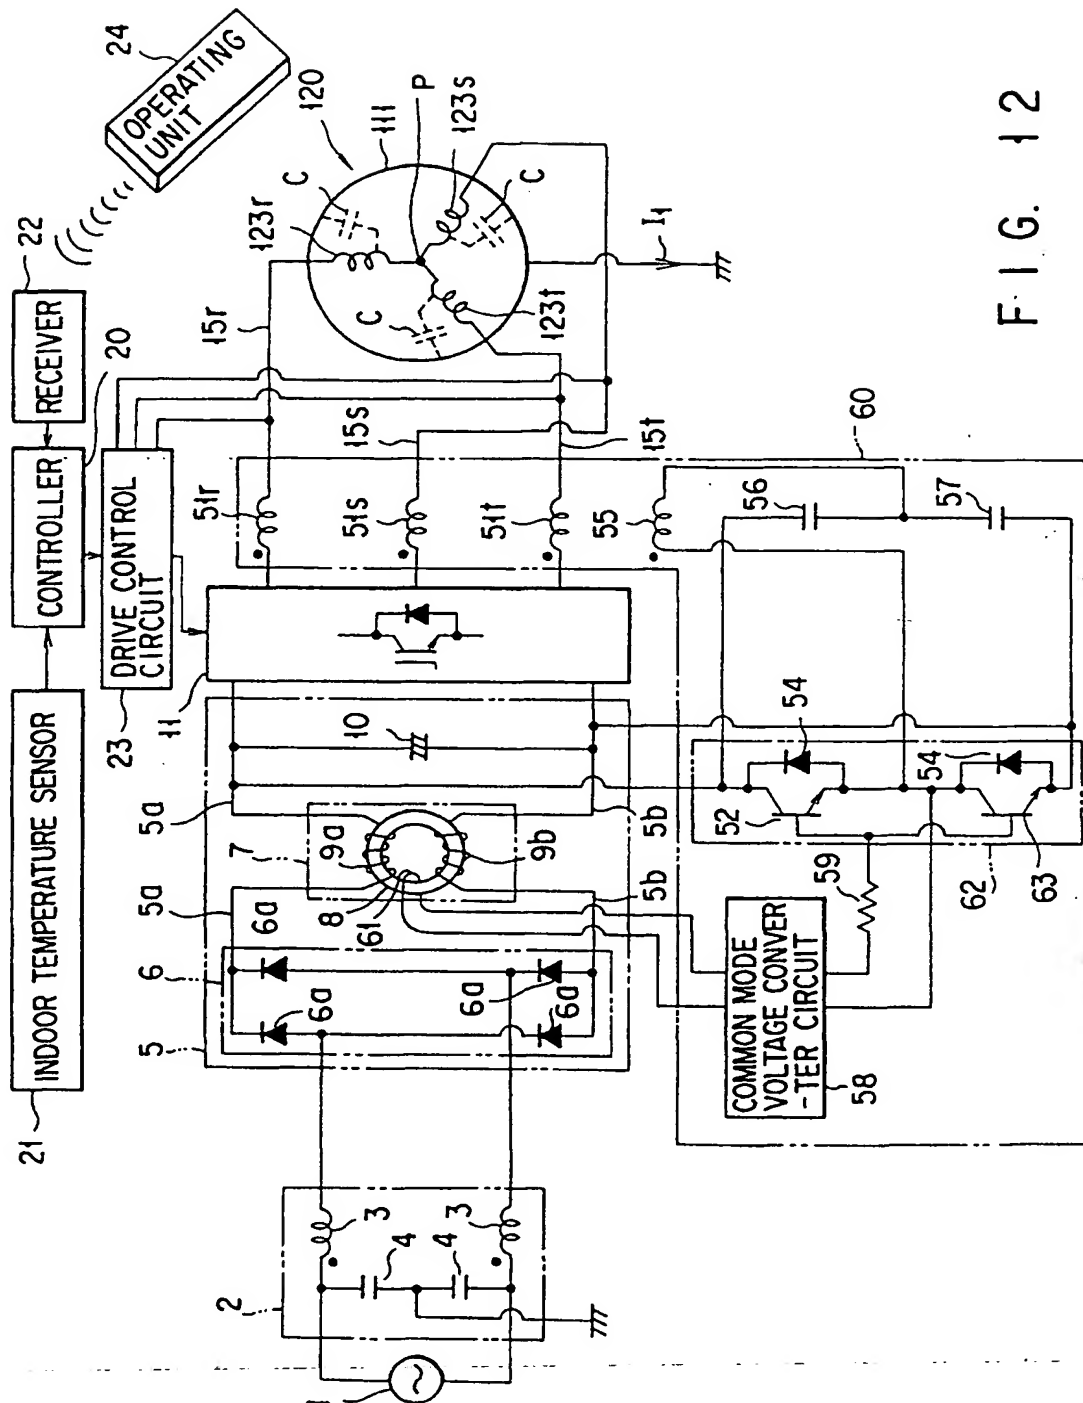 FIG. 12
21
INDOOR TEMPERATURE SENSOR
CONTROLLER
20
RECEIVER
22
OPERATING
UNIT
24
23
DRIVE CONTROL
CIRCUIT
11
2
3
3
4
4
5
6
6a
6a
6a
6a
5a
5a
5b
5b
7
8
9a
9b
61
10
51r
51s
51t
15r
15s
15t
120
111
P
123r
123s
123t
C
C
C
I1
55
56
57
60
52
54
54
59
62
63
COMMON MODE
VOLTAGE CONVER
-TER CIRCUIT
58